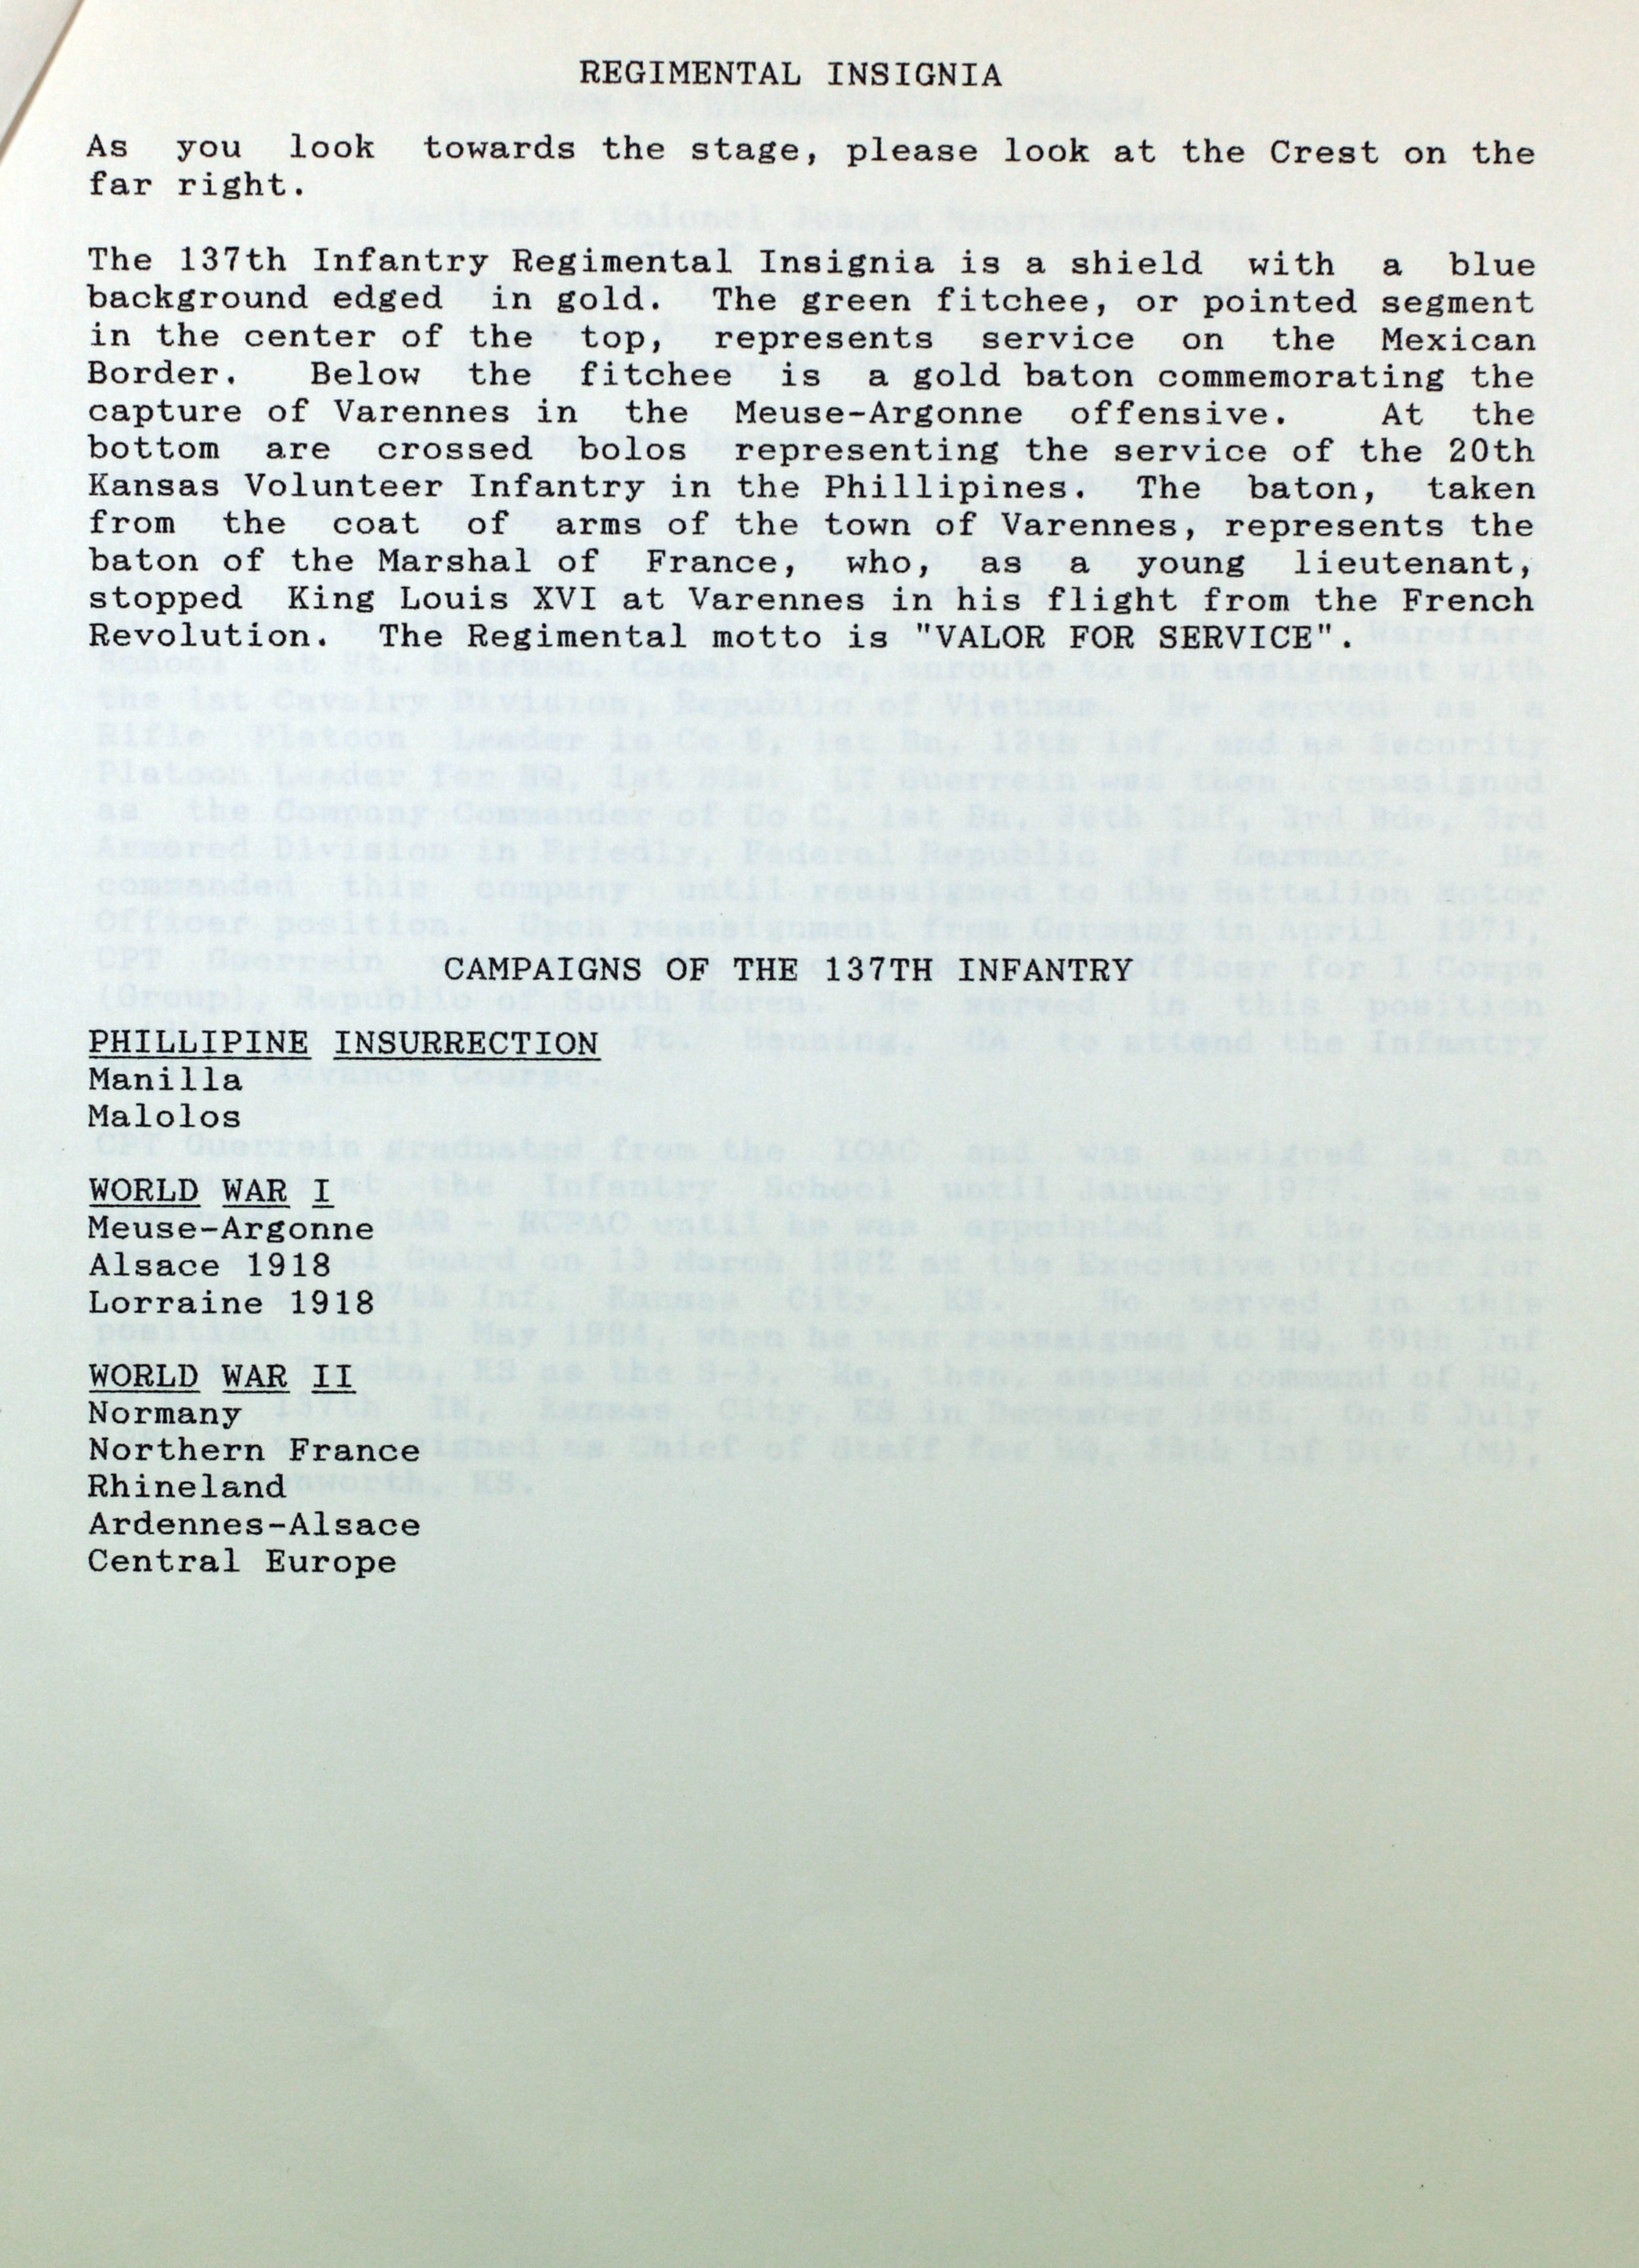 REGIMENTAL INSIGNIA
As you look towards the stage, please look at the Crest on the
far right.
The 137th Infantry Regimental Insignia is a shield with a blue
background edged in gold. The green fitchee, or pointed segment
in the center of the top, represents service on the Mexican
Border. Below the fitchee is a gold baton commemorating the
capture of Varennes in the Meuse-Argonne offensive. At the
bottom are crossed bolos representing the service of the 20th
Kansas Volunteer Infantry in the Phillipines. The baton, taken
from the coat of arms of the town of Varennes, represents the
baton of the Marshal of France, who, as a young lieutenant,
stopped King Louis XVI at Varennes in his flight from the French
Revolution. The Regimental motto is "VALOR FOR SERVICE".
CAMPAIGNS OF THE 137TH INFANTRY
PHILLIPINE INSURRECTION
Manilla
Malolos
WORLD WAR I
Meuse-Argonne
Alsace 1918
Lorraine 1918
WORLD WAR II
Normany
Northern France
Rhineland
Ardennes-Alsace
Central Europe